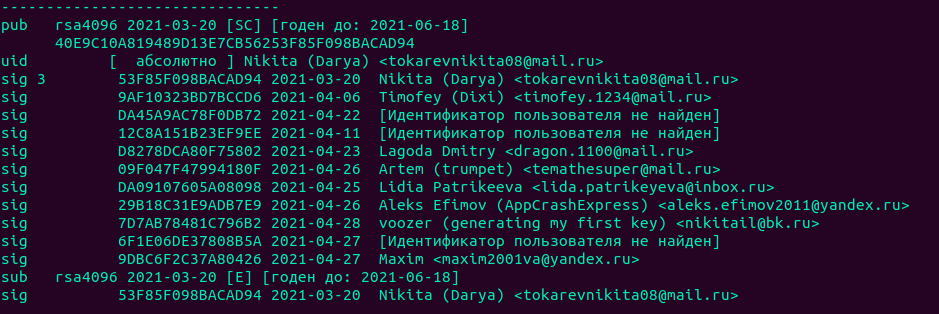 ------------------------------
pub   rsa4096 2021-03-20 [SC] [годен до: 2021-06-18]
      40E9C10A819489D13E7CB56253F85F098BACAD94
uid         [  абсолютно ] Nikita (Darya) <tokarevnikita08@mail.ru>
sig 3        53F85F098BACAD94 2021-03-20  Nikita (Darya) <tokarevnikita08@mail.ru>
sig          9AF10323BD7BCCD6 2021-04-06  Timofey (Dixi) <timofey.1234@mail.ru>
sig          DA45A9AC78F0DB72 2021-04-22  [Идентификатор пользователя не найден]
sig          12C8A151B23EF9EE 2021-04-11  [Идентификатор пользователя не найден]
sig          D8278DCA80F75802 2021-04-23  Lagoda Dmitry <dragon.1100@mail.ru>
sig          09F047F47994180F 2021-04-26  Artem (trumpet) <temathesuper@mail.ru>
sig          DA09107605A08098 2021-04-25  Lidia Patrikeeva <lida.patrikeyeva@inbox.ru>
sig          29B18C31E9ADB7E9 2021-04-26  Aleks Efimov (AppCrashExpress) <aleks.efimov2011@yandex.ru>
sig          7D7AB78481C796B2 2021-04-28  voozer (generating my first key) <nikitail@bk.ru>
sig          6F1E06DE37808B5A 2021-04-27  [Идентификатор пользователя не найден]
sig          9DBC6F2C37A80426 2021-04-27  Maxim <maxim2001va@yandex.ru>
sub   rsa4096 2021-03-20 [E] [годен до: 2021-06-18]
sig          53F85F098BACAD94 2021-03-20  Nikita (Darya) <tokarevnikita08@mail.ru>